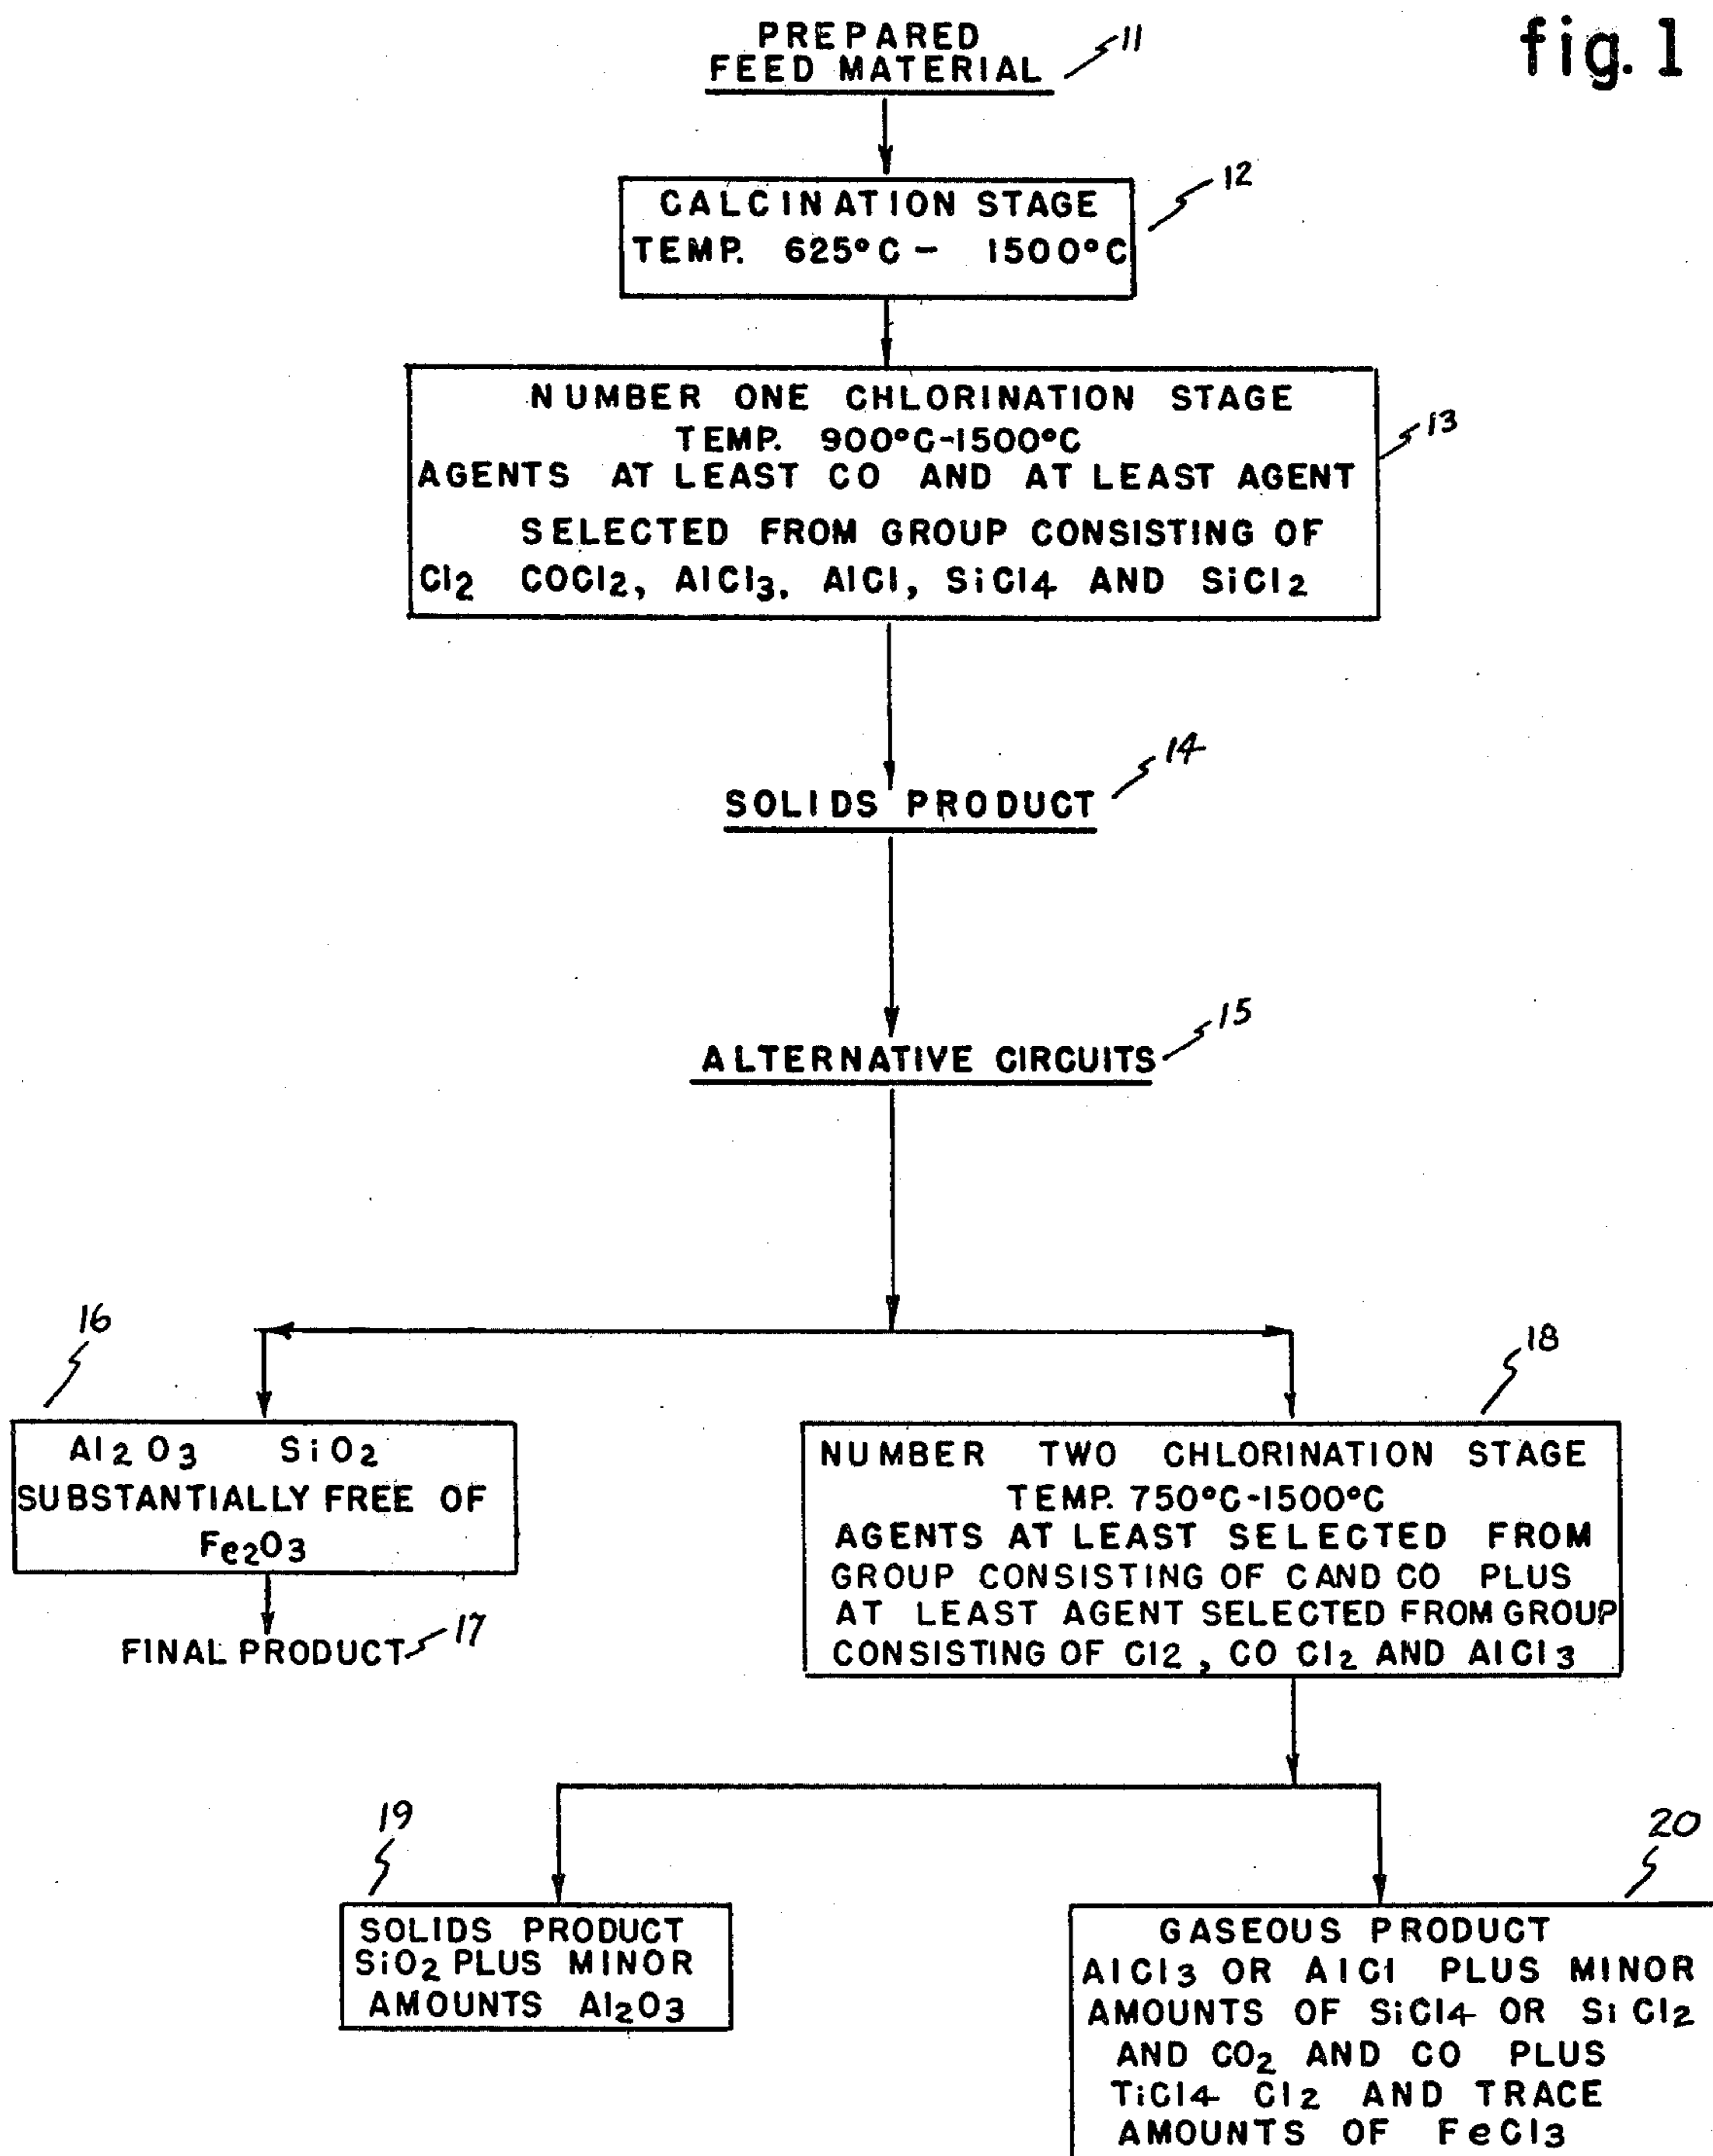 fig. 1
PREPARED
FEED MATERIAL
11
CALCINATION STAGE
TEMP. 625°C - 1500°C
12
NUMBER ONE CHLORINATION STAGE
TEMP. 900°C-1500°C
AGENTS AT LEAST CO AND AT LEAST AGENT
SELECTED FROM GROUP CONSISTING OF
Cl2 COCl2, AlCl3. AlCl, SiCl4 AND SiCl2
13
SOLIDS PRODUCT
14
ALTERNATIVE CIRCUITS
15
16
Al2O3 SiO2
SUBSTANTIALLY FREE OF
Fe2O3
FINAL PRODUCT
17
18
NUMBER TWO CHLORINATION STAGE
TEMP. 750°C-1500°C
AGENTS AT LEAST SELECTED FROM
GROUP CONSISTING OF C AND CO PLUS
AT LEAST AGENT SELECTED FROM GROUP
CONSISTING OF Cl2, CO Cl2 AND AlCl3
19
SOLIDS PRODUCT
SiO2 PLUS MINOR
AMOUNTS Al2O3
20
GASEOUS PRODUCT
AlCl3 OR AlCl PLUS MINOR
AMOUNTS OF SiCl4 OR SiCl2
AND CO2 AND CO PLUS
TiCl4 Cl2 AND TRACE
AMOUNTS OF FeCl3